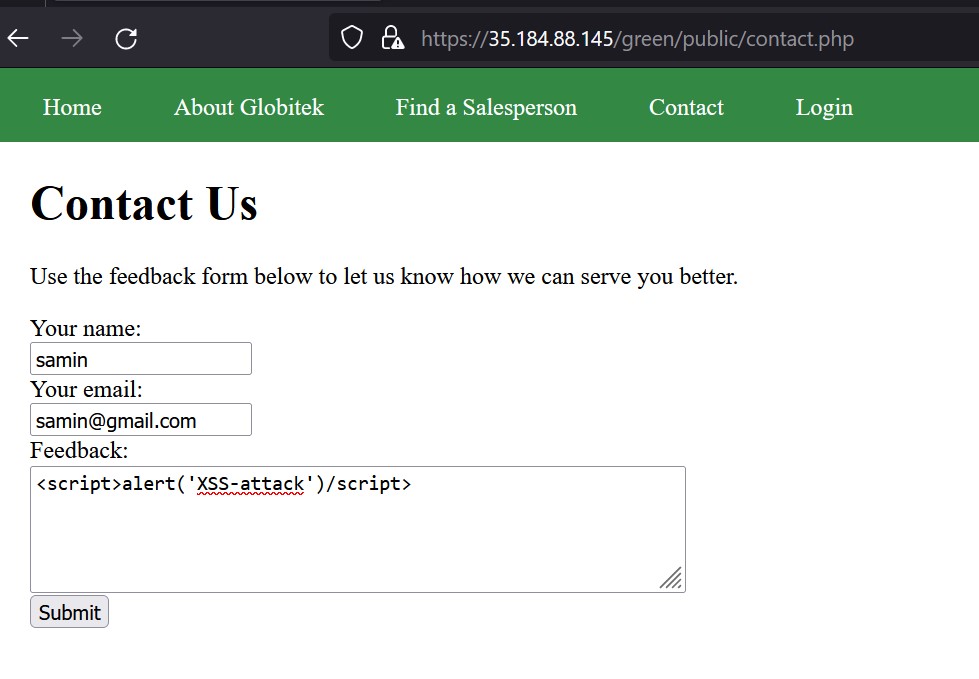 https://35.184.88.145/green/public/contact.php
Home About Globitek Find a Salesperson Contact Login
Contact Us
Use the feedback form below to let us know how we can serve you better.
Your name:
samin
Your email:
samin@gmail.com
Feedback:
<script>alert('XSS-attack')/script>
Submit